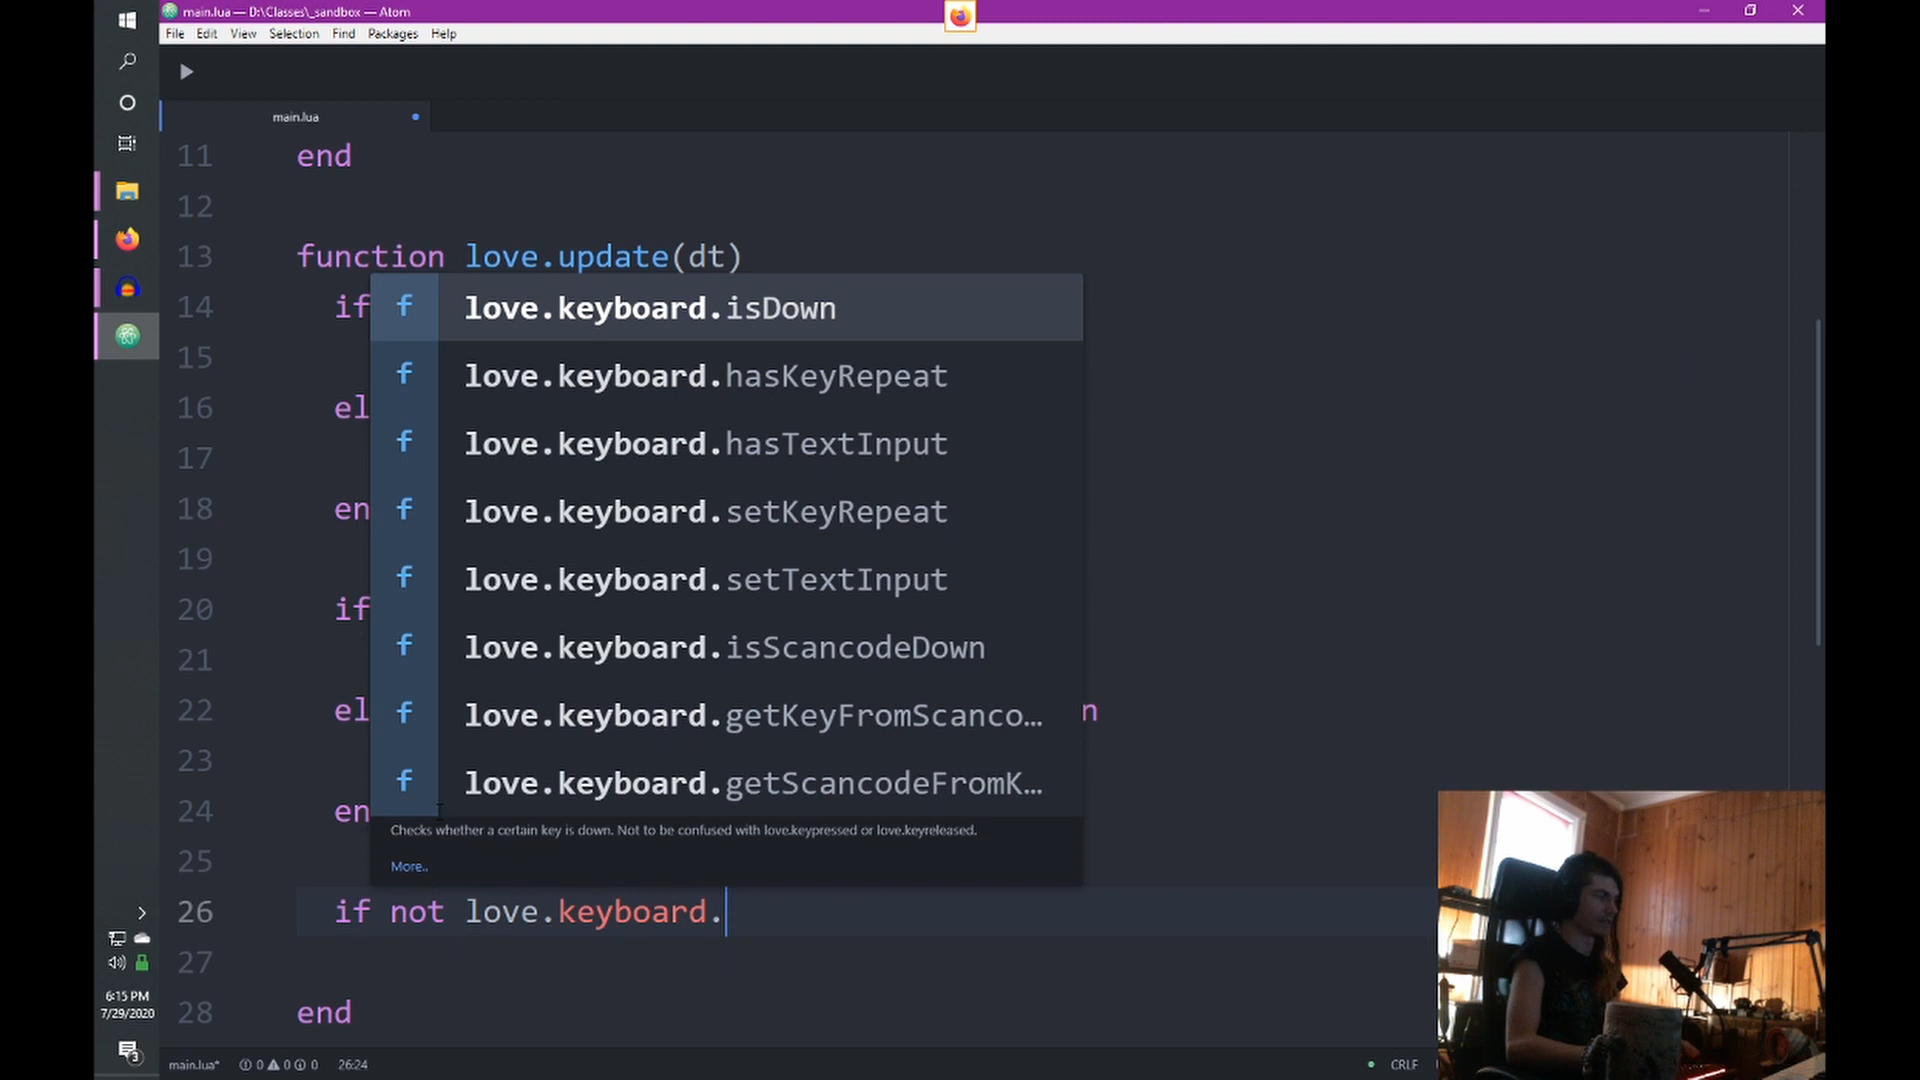 main.lua — D:\Classes\_sandbox — Atom
File Edit View Selection Find Packages Help
main.lua
11 end
12
13 function love.update(dt)
14 if
love.keyboard.isDown
15
f love.keyboard.hasKeyRepeat
16 el
f love.keyboard.hasTextInput
17
18 en
f love.keyboard.setKeyRepeat
19
f love.keyboard.setTextInput
20 if
f love.keyboard.isScancodeDown
21
22 el
f love.keyboard.getKeyFromScanco… n
23
f love.keyboard.getScancodeFromK…
24 en
Checks whether a certain key is down. Not to be confused with love.keypressed or love.keyreleased.
25
More..
26 if not love.keyboard.
27
28 end
6:15 PM
7/29/2020
3
main.lua* 0 0 0 26:24 CRLF